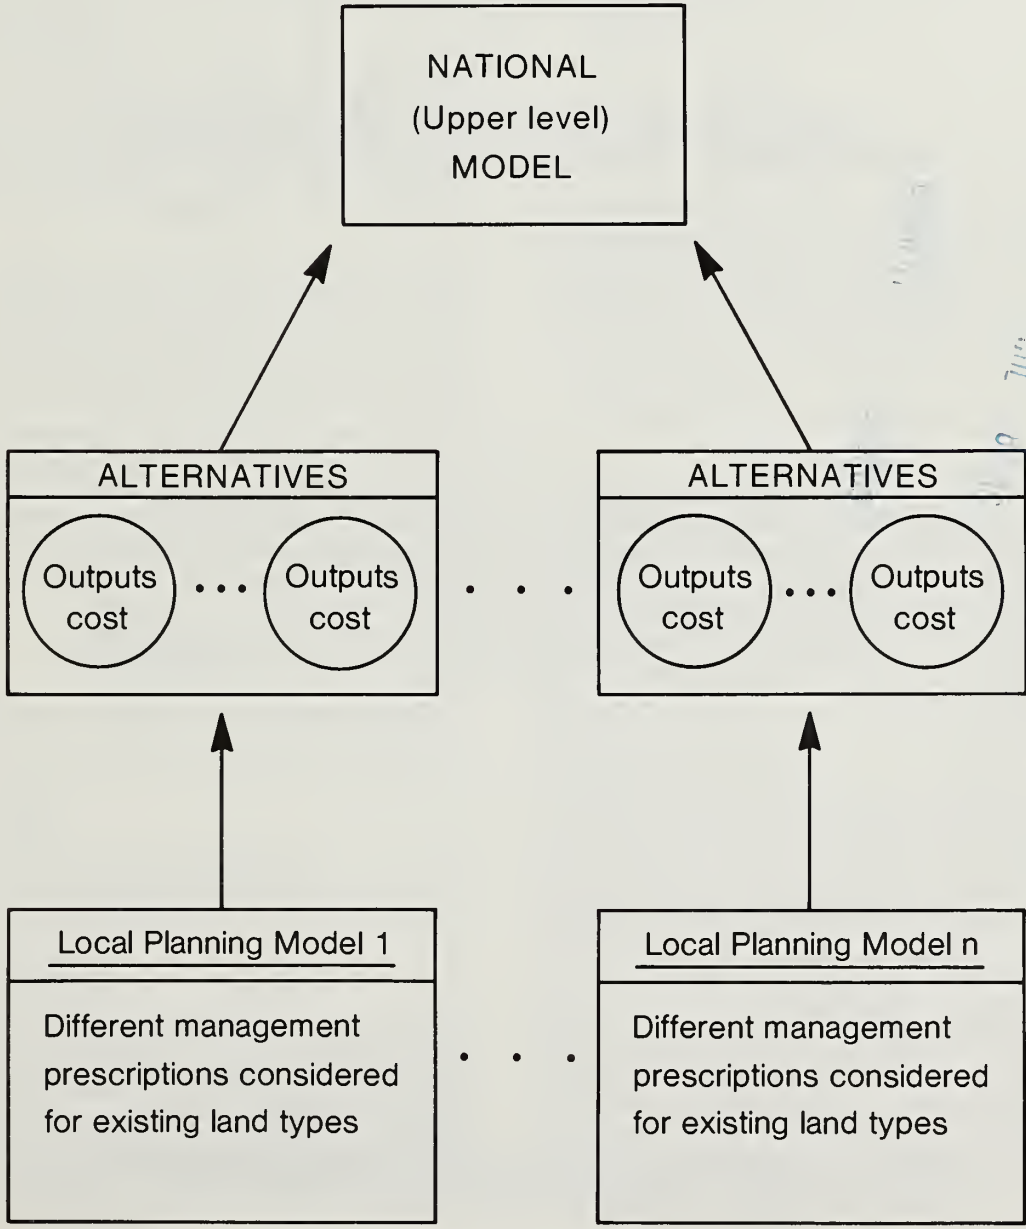 NATIONAL
(Upper level)
MODEL
ALTERNATIVES
Outputs
cost
...
Outputs
cost
. . .
ALTERNATIVES
Outputs
cost
...
Outputs
cost
Local Planning Model 1
Different management
prescriptions considered
for existing land types
. . .
Local Planning Model n
Different management
prescriptions considered
for existing land types